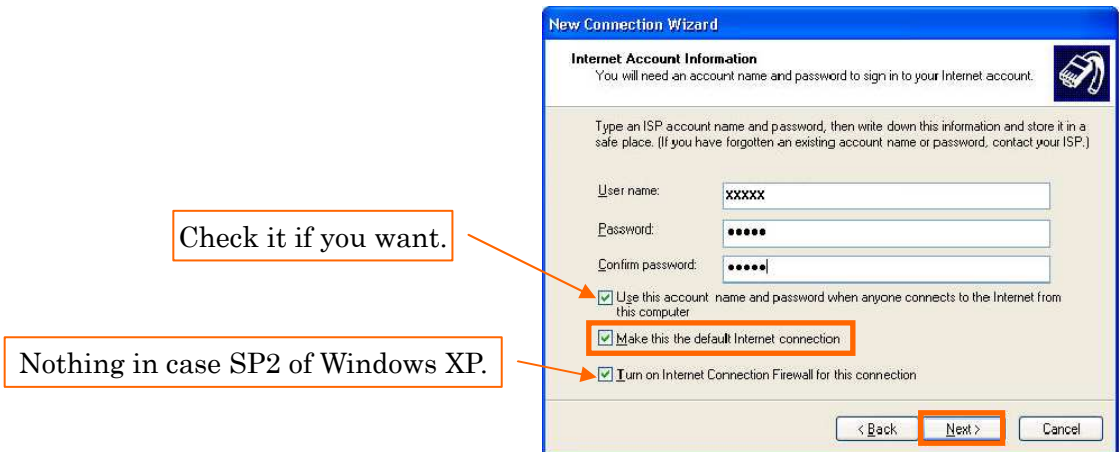 New Connection Wizard
Internet Account Information
You will need an account name and password to sign in to your Internet account.
Type an ISP account name and password, then write down this information and store it in a
safe place. (If you have forgotten an existing account name or password, contact your ISP.)
User name:
xxxxx
Password:
●●●●●
Confirm password:
●●●●●
Check it if you want.
Use this account name and password when anyone connects to the Internet from
this computer
Make this the default Internet connection
Nothing in case SP2 of Windows XP.
Turn on Internet Connection Firewall for this connection
< Back
Next >
Cancel